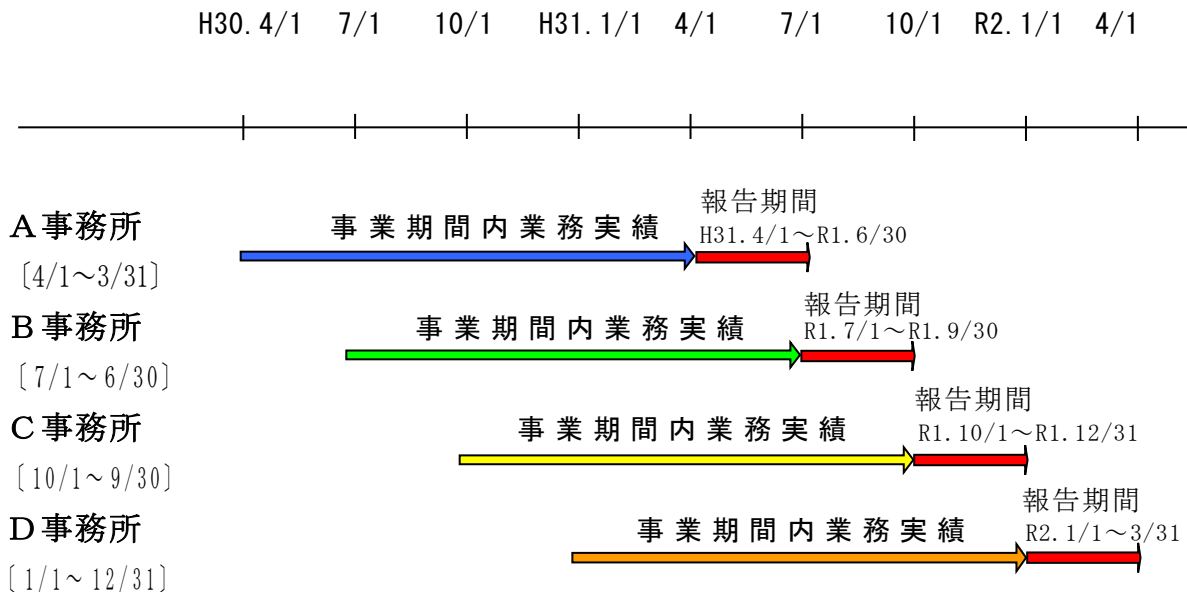 H30.4/1 7/1 10/1 H31.1/1 4/1 7/1 10/1 R2.1/1 4/1
A事務所
〔4/1～3/31〕
事業期間内業務実績
報告期間
H31.4/1～R1.6/30
B事務所
〔7/1～6/30〕
事業期間内業務実績
報告期間
R1.7/1～R1.9/30
C事務所
〔10/1～9/30〕
事業期間内業務実績
報告期間
R1.10/1～R1.12/31
D事務所
〔1/1～12/31〕
事業期間内業務実績
報告期間
R2.1/1～3/31